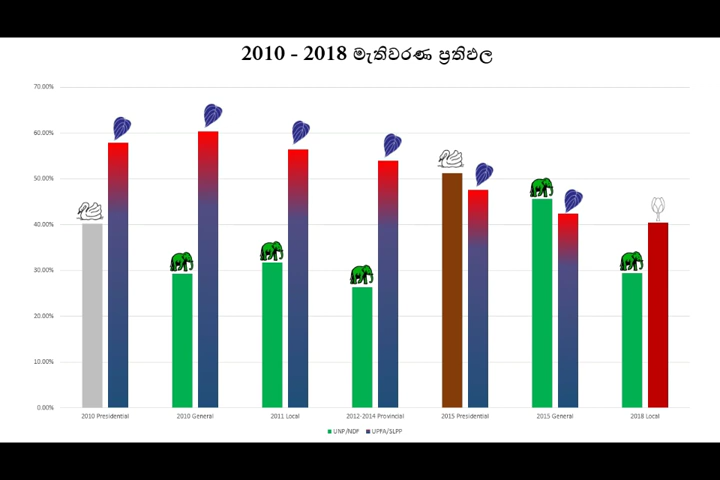 2010 - 2018 මැතිවරණ ප්‍රතිඵල
70.00%
60.00%
50.00%
40.00%
30.00%
20.00%
10.00%
0.00%
2010 Presidential 2010 General 2011 Local 2012-2014 Provincial 2015 Presidential 2015 General 2018 Local
UNP/NDF UPFA/SLPP